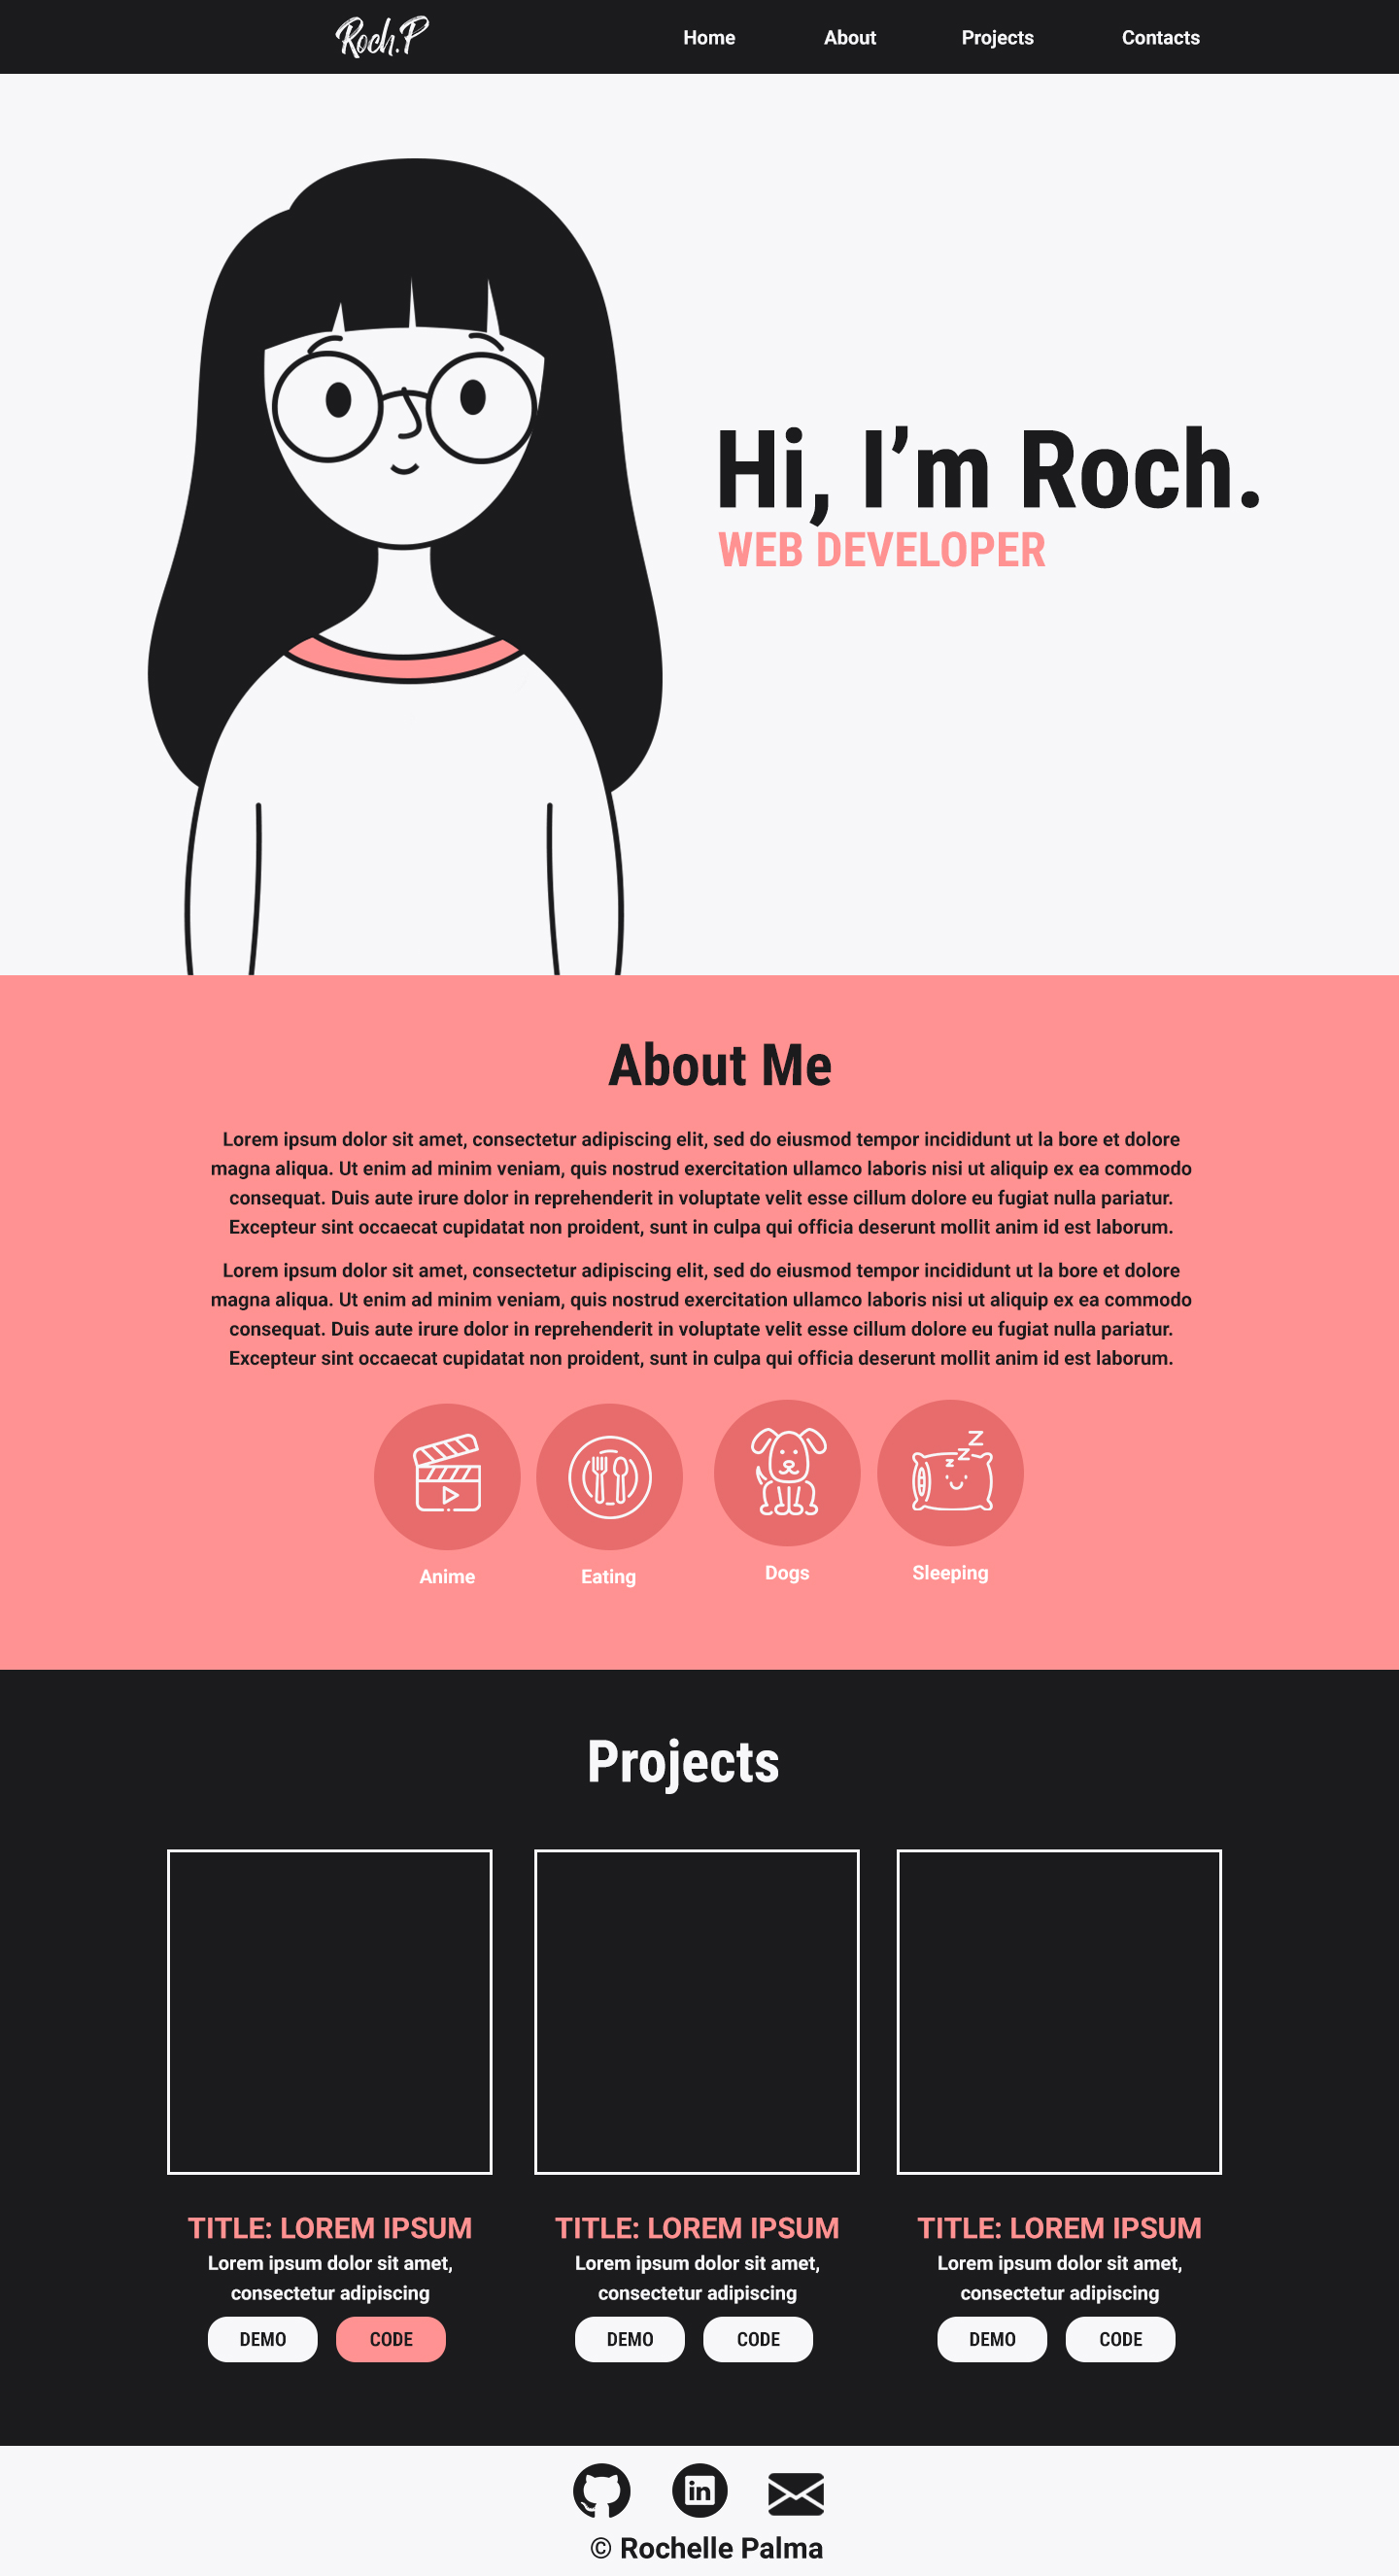 Roch.P Home About Projects Contacts
Hi, I’m Roch.
WEB DEVELOPER
About Me
Lorem ipsum dolor sit amet, consectetur adipiscing elit, sed do eiusmod tempor incididunt ut la bore et dolore
magna aliqua. Ut enim ad minim veniam, quis nostrud exercitation ullamco laboris nisi ut aliquip ex ea commodo
consequat. Duis aute irure dolor in reprehenderit in voluptate velit esse cillum dolore eu fugiat nulla pariatur.
Excepteur sint occaecat cupidatat non proident, sunt in culpa qui officia deserunt mollit anim id est laborum.
Lorem ipsum dolor sit amet, consectetur adipiscing elit, sed do eiusmod tempor incididunt ut la bore et dolore
magna aliqua. Ut enim ad minim veniam, quis nostrud exercitation ullamco laboris nisi ut aliquip ex ea commodo
consequat. Duis aute irure dolor in reprehenderit in voluptate velit esse cillum dolore eu fugiat nulla pariatur.
Excepteur sint occaecat cupidatat non proident, sunt in culpa qui officia deserunt mollit anim id est laborum.
z z Z Z
Anime Eating Dogs Sleeping
Projects
TITLE: LOREM IPSUM
Lorem ipsum dolor sit amet,
consectetur adipiscing
DEMO CODE
TITLE: LOREM IPSUM
Lorem ipsum dolor sit amet,
consectetur adipiscing
DEMO CODE
TITLE: LOREM IPSUM
Lorem ipsum dolor sit amet,
consectetur adipiscing
DEMO CODE
in
© Rochelle Palma